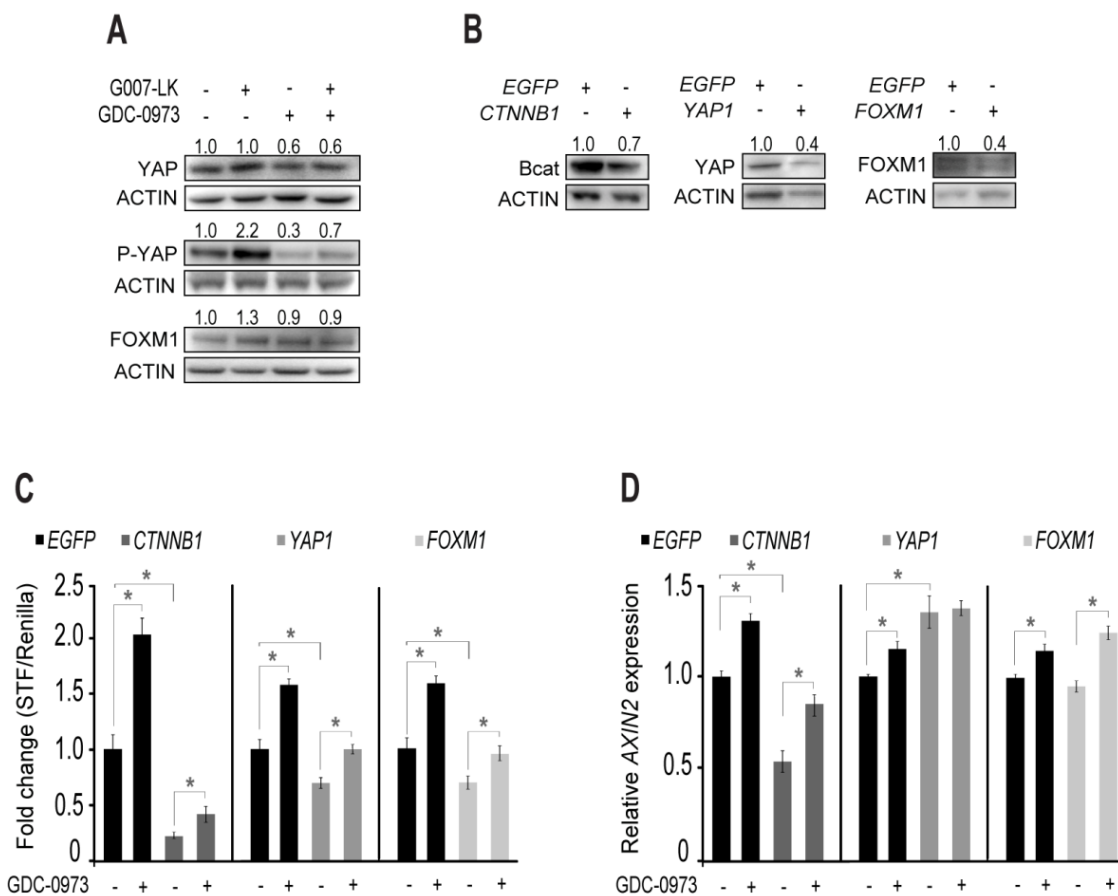 A
G007-LK - + - +
GDC-0973 - - + +
1.0 1.0 0.6 0.6
YAP
ACTIN
1.0 2.2 0.3 0.7
P-YAP
ACTIN
1.0 1.3 0.9 0.9
FOXM1
ACTIN
B
EGFP + -
CTNNB1 - +
1.0 0.7
Bcat
ACTIN
EGFP + -
YAP1 - +
1.0 0.4
YAP
ACTIN
EGFP + -
FOXM1 - +
1.0 0.4
FOXM1
ACTIN
C
EGFP CTNNB1 YAP1 FOXM1
Fold change (STF/Renilla)
2.5
2.0
1.5
1.0
0.5
0
* * *
* * *
* * *
GDC-0973 - + - + - + - + - + - +
D
EGFP CTNNB1 YAP1 FOXM1
Relative AXIN2 expression
1.5
1.0
0.5
0
* * *
* *
* *
GDC-0973 - + - + - + - + - + - +